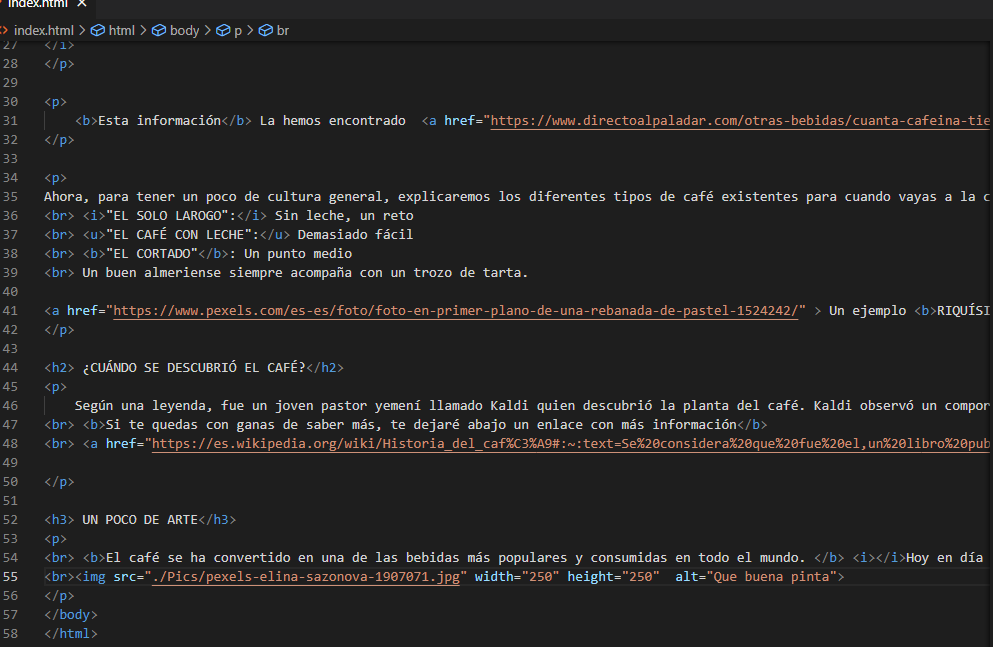 index.html ×
index.html > html > body > p > br
27 </i>
28 </p>
29
30 <p>
31 <b>Esta información</b> La hemos encontrado <a href="https://www.directoalpaladar.com/otras-bebidas/cuanta-cafeina-tie
32 </p>
33
34 <p>
35 Ahora, para tener un poco de cultura general, explicaremos los diferentes tipos de café existentes para cuando vayas a la c
36 <br> <i>"EL SOLO LAROGO":</i> Sin leche, un reto
37 <br> <u>"EL CAFÉ CON LECHE":</u> Demasiado fácil
38 <br> <b>"EL CORTADO"</b>: Un punto medio
39 <br> Un buen almeriense siempre acompaña con un trozo de tarta.
40
41 <a href="https://www.pexels.com/es-es/foto/foto-en-primer-plano-de-una-rebanada-de-pastel-1524242/" > Un ejemplo <b>RIQUÍSI
42 </p>
43
44 <h2> ¿CUÁNDO SE DESCUBRIÓ EL CAFÉ?</h2>
45 <p>
46 Según una leyenda, fue un joven pastor yemení llamado Kaldi quien descubrió la planta del café. Kaldi observó un compor
47 <br> <b>Si te quedas con ganas de saber más, te dejaré abajo un enlace con más información</b>
48 <br> <a href="https://es.wikipedia.org/wiki/Historia_del_caf%C3%A9#:~:text=Se%20considera%20que%20fue%20el,un%20libro%20pub
49
50 </p>
51
52 <h3> UN POCO DE ARTE</h3>
53 <p>
54 <br> <b>El café se ha convertido en una de las bebidas más populares y consumidas en todo el mundo. </b> <i></i>Hoy en día
55 <br><img src="./Pics/pexels-elina-sazonova-1907071.jpg" width="250" height="250" alt="Que buena pinta">
56 </p>
57 </body>
58 </html>